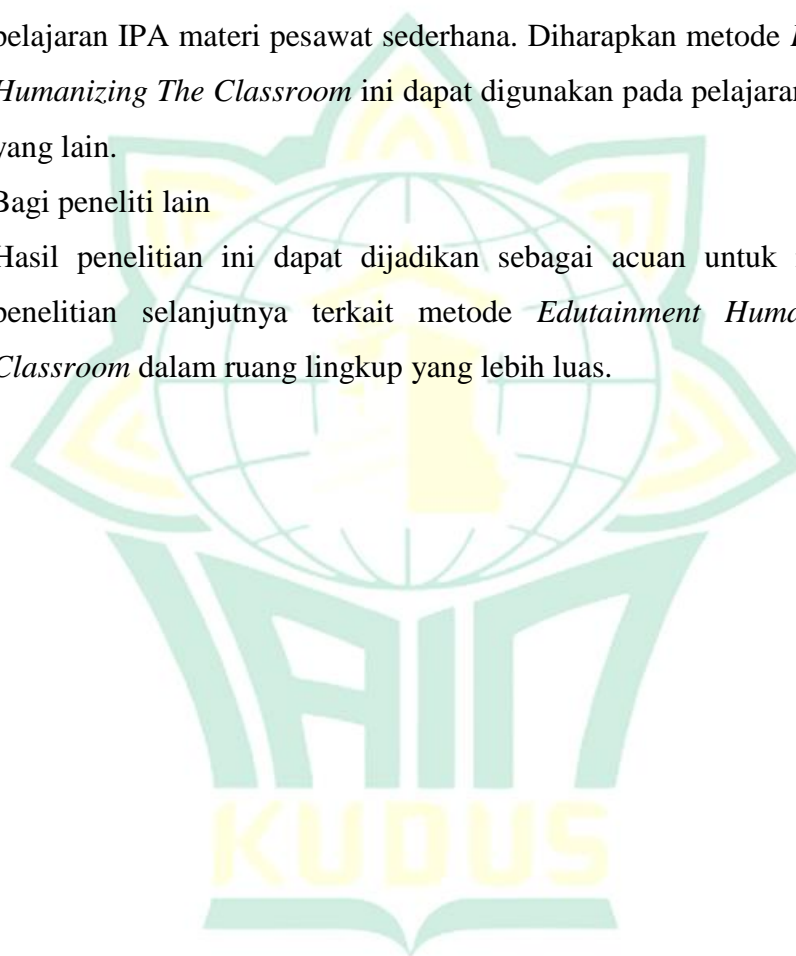 pelajaran IPA materi pesawat sederhana. Diharapkan metode
Humanizing The Classroom ini dapat digunakan pada pelajaran
yang lain.
Bagi peneliti lain
Hasil penelitian ini dapat dijadikan sebagai acuan untuk
penelitian selanjutnya terkait metode Edutainment
Classroom dalam ruang lingkup yang lebih luas.
IAIN
KUDUS